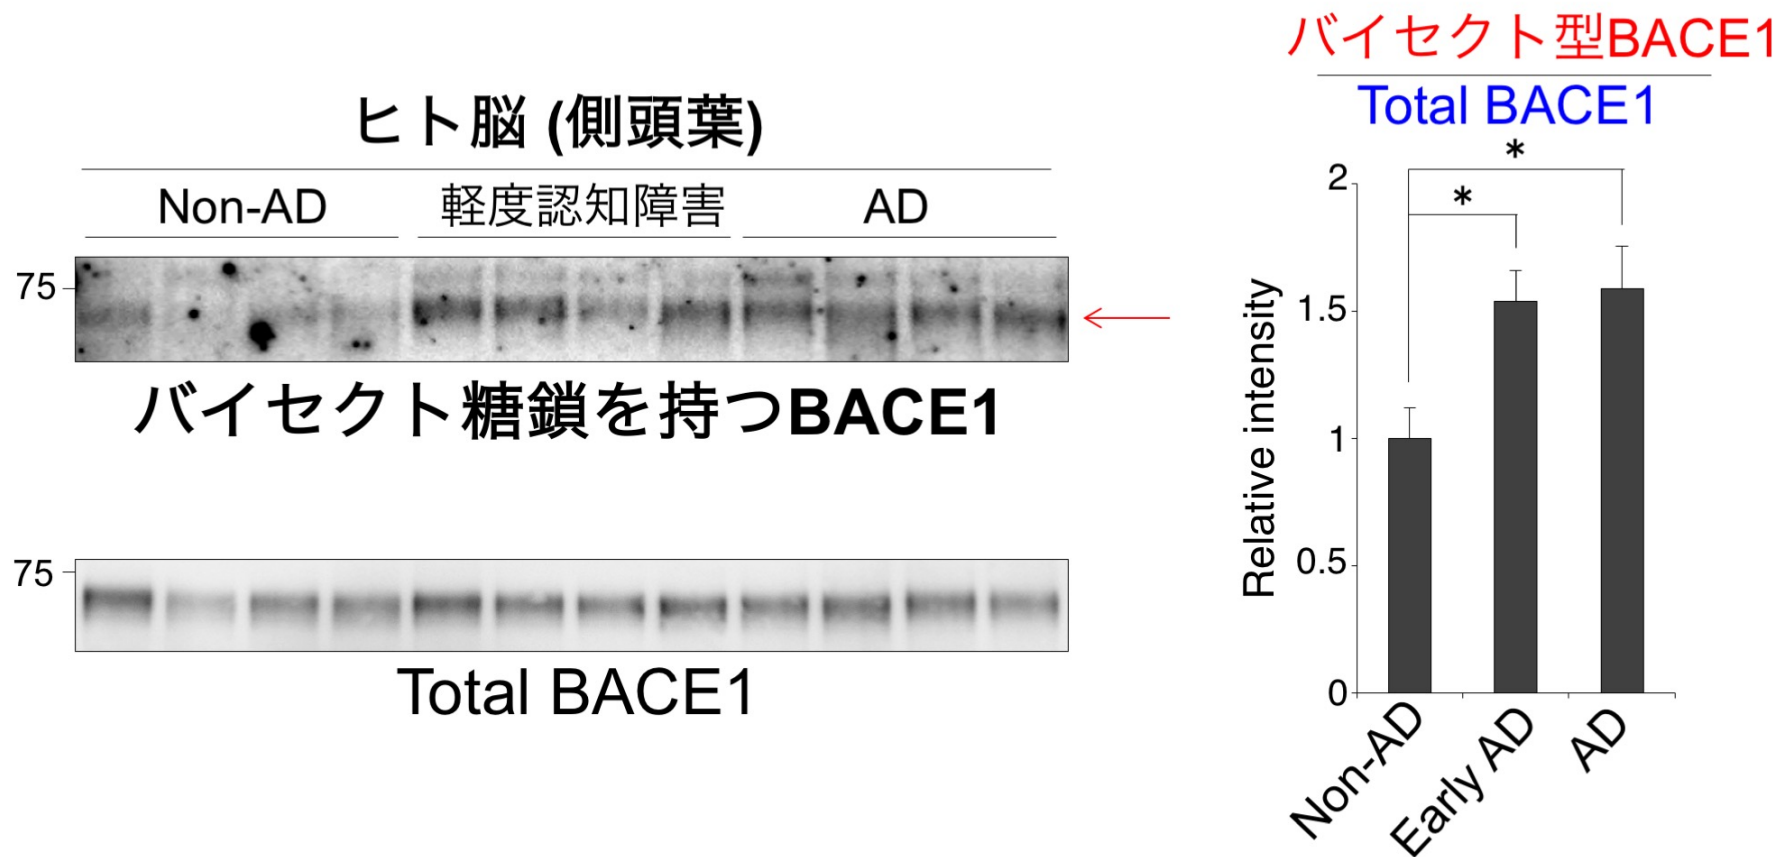 ヒト脳 (側頭葉)
Non-AD 軽度認知障害 AD
75
バイセクト糖鎖を持つBACE1
75
Total BACE1
バイセクト型BACE1
Total BACE1
*
*
2
1.5
1
0.5
0
Relative intensity
Non-AD
Early AD
AD